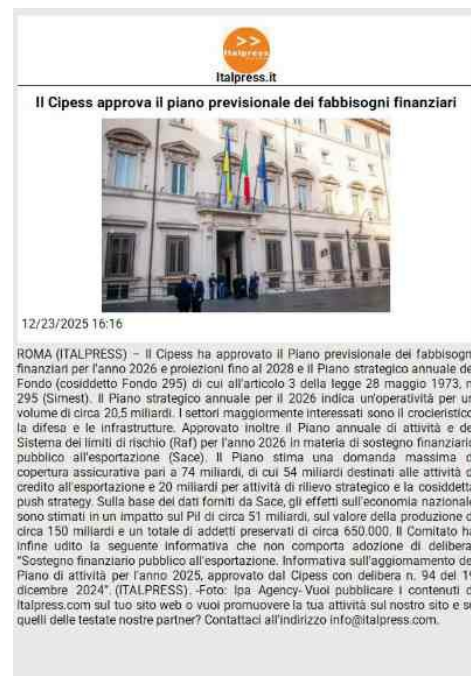 >>
Italpress
Italpress.it
Il Cipess approva il piano previsionale dei fabbisogni finanziari
12/23/2025 16:16
ROMA (ITALPRESS) – Il Cipess ha approvato il Piano previsionale dei fabbisogn
finanziari per l'anno 2026 e proiezioni fino al 2028 e il Piano strategico annuale de
Fondo (cosiddetto Fondo 295) di cui all'articolo 3 della legge 28 maggio 1973, n
295 (Simest). Il Piano strategico annuale per il 2026 indica un'operatività per un
volume di circa 20,5 miliardi. I settori maggiormente interessati sono il crocieristico
la difesa e le infrastrutture. Approvato inoltre il Piano annuale di attività e de
Sistema dei limiti di rischio (Raf) per l'anno 2026 in materia di sostegno finanziario
pubblico all'esportazione (Sace). Il Piano stima una domanda massima d
copertura assicurativa pari a 74 miliardi, di cui 54 miliardi destinati alle attività d
credito all'esportazione e 20 miliardi per attività di rilievo strategico e la cosiddetta
push strategy. Sulla base dei dati forniti da Sace, gli effetti sull'economia nazionale
sono stimati in un impatto sul Pil di circa 51 miliardi, sul valore della produzione d
circa 150 miliardi e un totale di addetti preservati di circa 650.000. Il Comitato ha
infine udito la seguente informativa che non comporta adozione di delibera
"Sostegno finanziario pubblico all'esportazione. Informativa sull'aggiornamento de
Piano di attività per l'anno 2025, approvato dal Cipess con delibera n. 94 del 19
dicembre 2024". (ITALPRESS). -Foto: Ipa Agency- Vuoi pubblicare i contenuti d
Italpress.com sul tuo sito web o vuoi promuovere la tua attività sul nostro sito e su
quelli delle testate nostre partner? Contattaci all'indirizzo info@italpress.com.